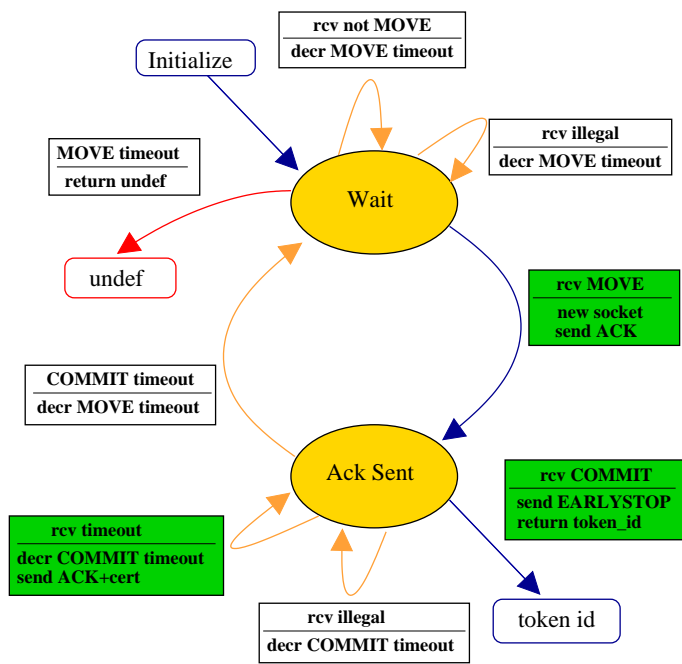 rcv not MOVE
decr MOVE timeout
Initialize
rcv illegal
decr MOVE timeout
MOVE timeout
return undef
Wait
undef
rcv MOVE
new socket
send ACK
COMMIT timeout
decr MOVE timeout
Ack Sent
rcv COMMIT
send EARLYSTOP
return token_id
rcv timeout
decr COMMIT timeout
send ACK+cert
rcv illegal
decr COMMIT timeout
token id